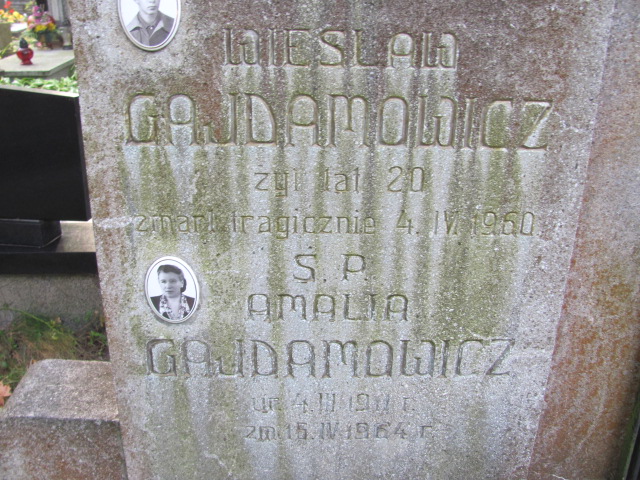 WIESŁAW
GAJDAMOWICZ
żył lat 20
zmarł tragicznie 4. IV. 1960.
Ś. P.
AMALIA
GAJDAMOWICZ
ur. 4. III 1911 r.
zm. 15. IV. 1964 r.